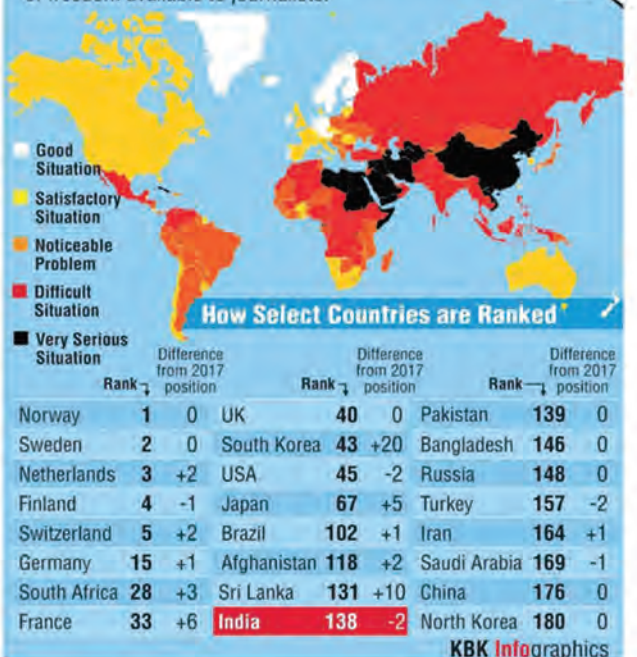 of freedom available to journalists.
Good
Situation
Satisfactory
Situation
Noticeable
Problem
Difficult
Situation
Very Serious
Situation
How Select Countries are Ranked
Rank Difference from 2017 position Rank Difference from 2017 position Rank Difference from 2017 position
Norway 1 0 UK 40 0 Pakistan 139 0
Sweden 2 0 South Korea 43 +20 Bangladesh 146 0
Netherlands 3 +2 USA 45 -2 Russia 148 0
Finland 4 -1 Japan 67 +5 Turkey 157 -2
Switzerland 5 +2 Brazil 102 +1 Iran 164 +1
Germany 15 +1 Afghanistan 118 +2 Saudi Arabia 169 -1
South Africa 28 +3 Sri Lanka 131 +10 China 176 0
France 33 +6 India 138 -2 North Korea 180 0
KBK Infographics